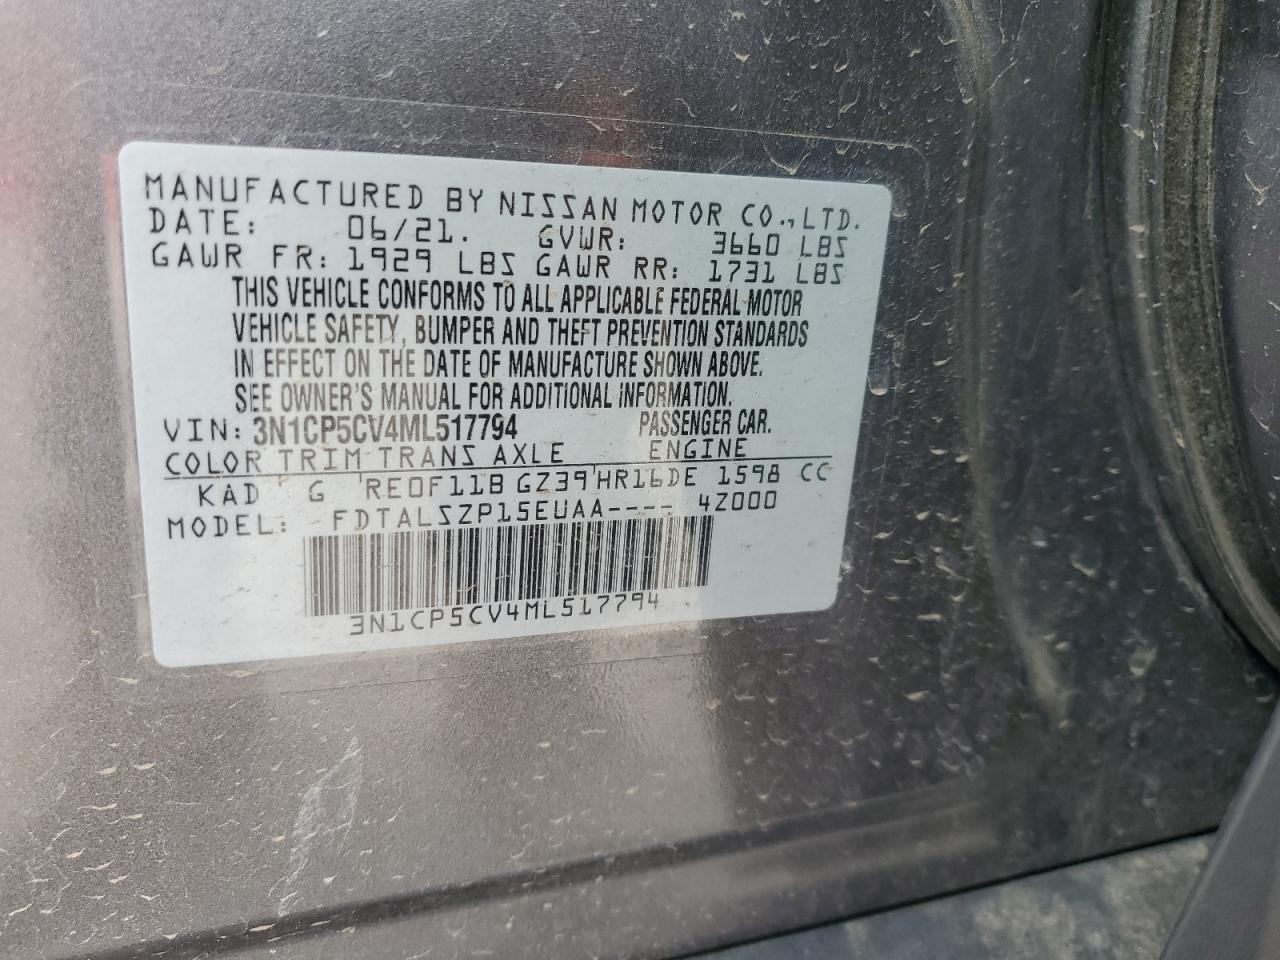 MANUFACTURED BY NISSAN MOTOR CO.,LTD.
DATE: 06/21. GVWR: 3660 LBS
GAWR FR: 1929 LBS GAWR RR: 1731 LBS
THIS VEHICLE CONFORMS TO ALL APPLICABLE FEDERAL MOTOR
VEHICLE SAFETY, BUMPER AND THEFT PREVENTION STANDARDS
IN EFFECT ON THE DATE OF MANUFACTURE SHOWN ABOVE.
SEE OWNER'S MANUAL FOR ADDITIONAL INFORMATION.
VIN: 3N1CP5CV4ML517794 PASSENGER CAR.
COLOR TRIM TRANS AXLE ENGINE
KAD G RE0F11B GZ39 HR16DE 1598 CC
MODEL: FDTALSZP15EUAA---- 4Z000
3N1CP5CV4ML517794